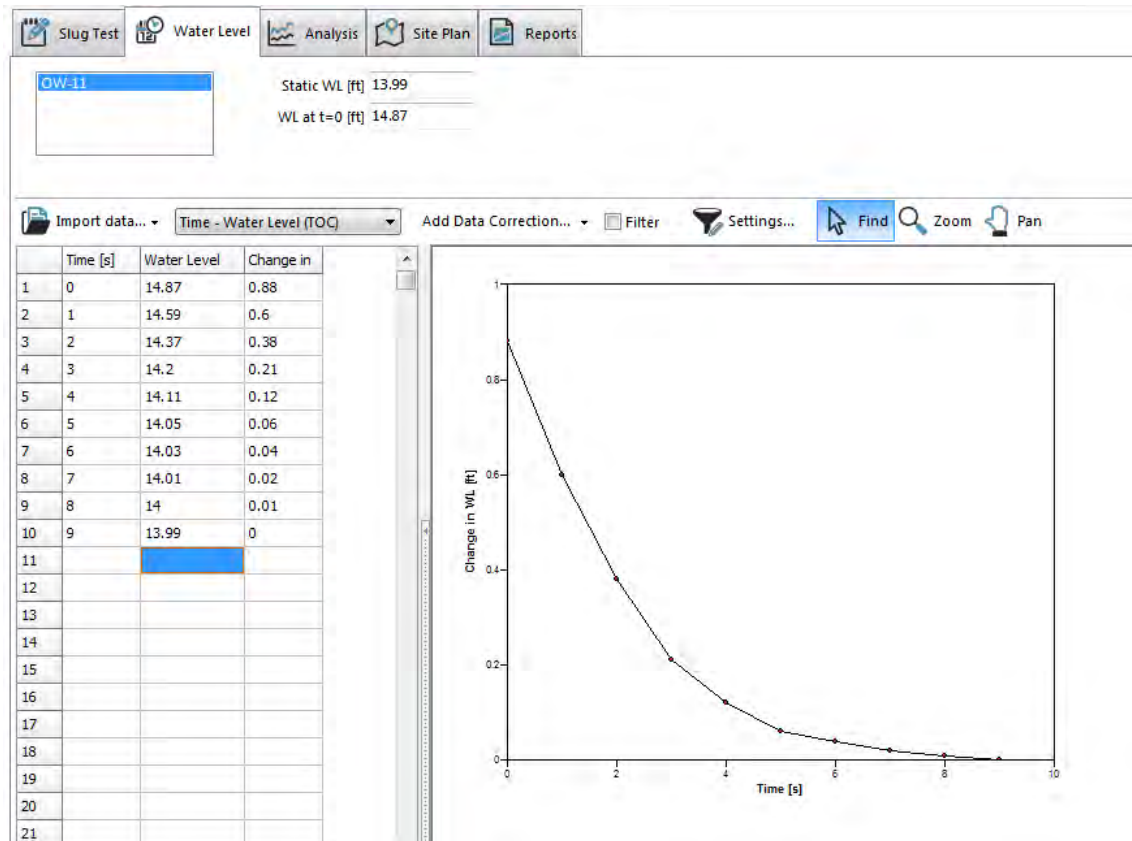 Slug Test Water Level Analysis Site Plan Reports
OW-11
Static WL [ft] 13.99
WL at t=0 [ft] 14.87
Import data... Time - Water Level (TOC) Add Data Correction... Filter Settings... Find Zoom Pan
Time [s] Water Level Change in
1 0 14.87 0.88
2 1 14.59 0.6
3 2 14.37 0.38
4 3 14.2 0.21
5 4 14.11 0.12
6 5 14.05 0.06
7 6 14.03 0.04
8 7 14.01 0.02
9 8 14 0.01
10 9 13.99 0
11
12
13
14
15
16
17
18
19
20
21
1
0.8
0.6
0.4
0.2
0
Change in WL [ft]
0 2 4 6 8 10
Time [s]